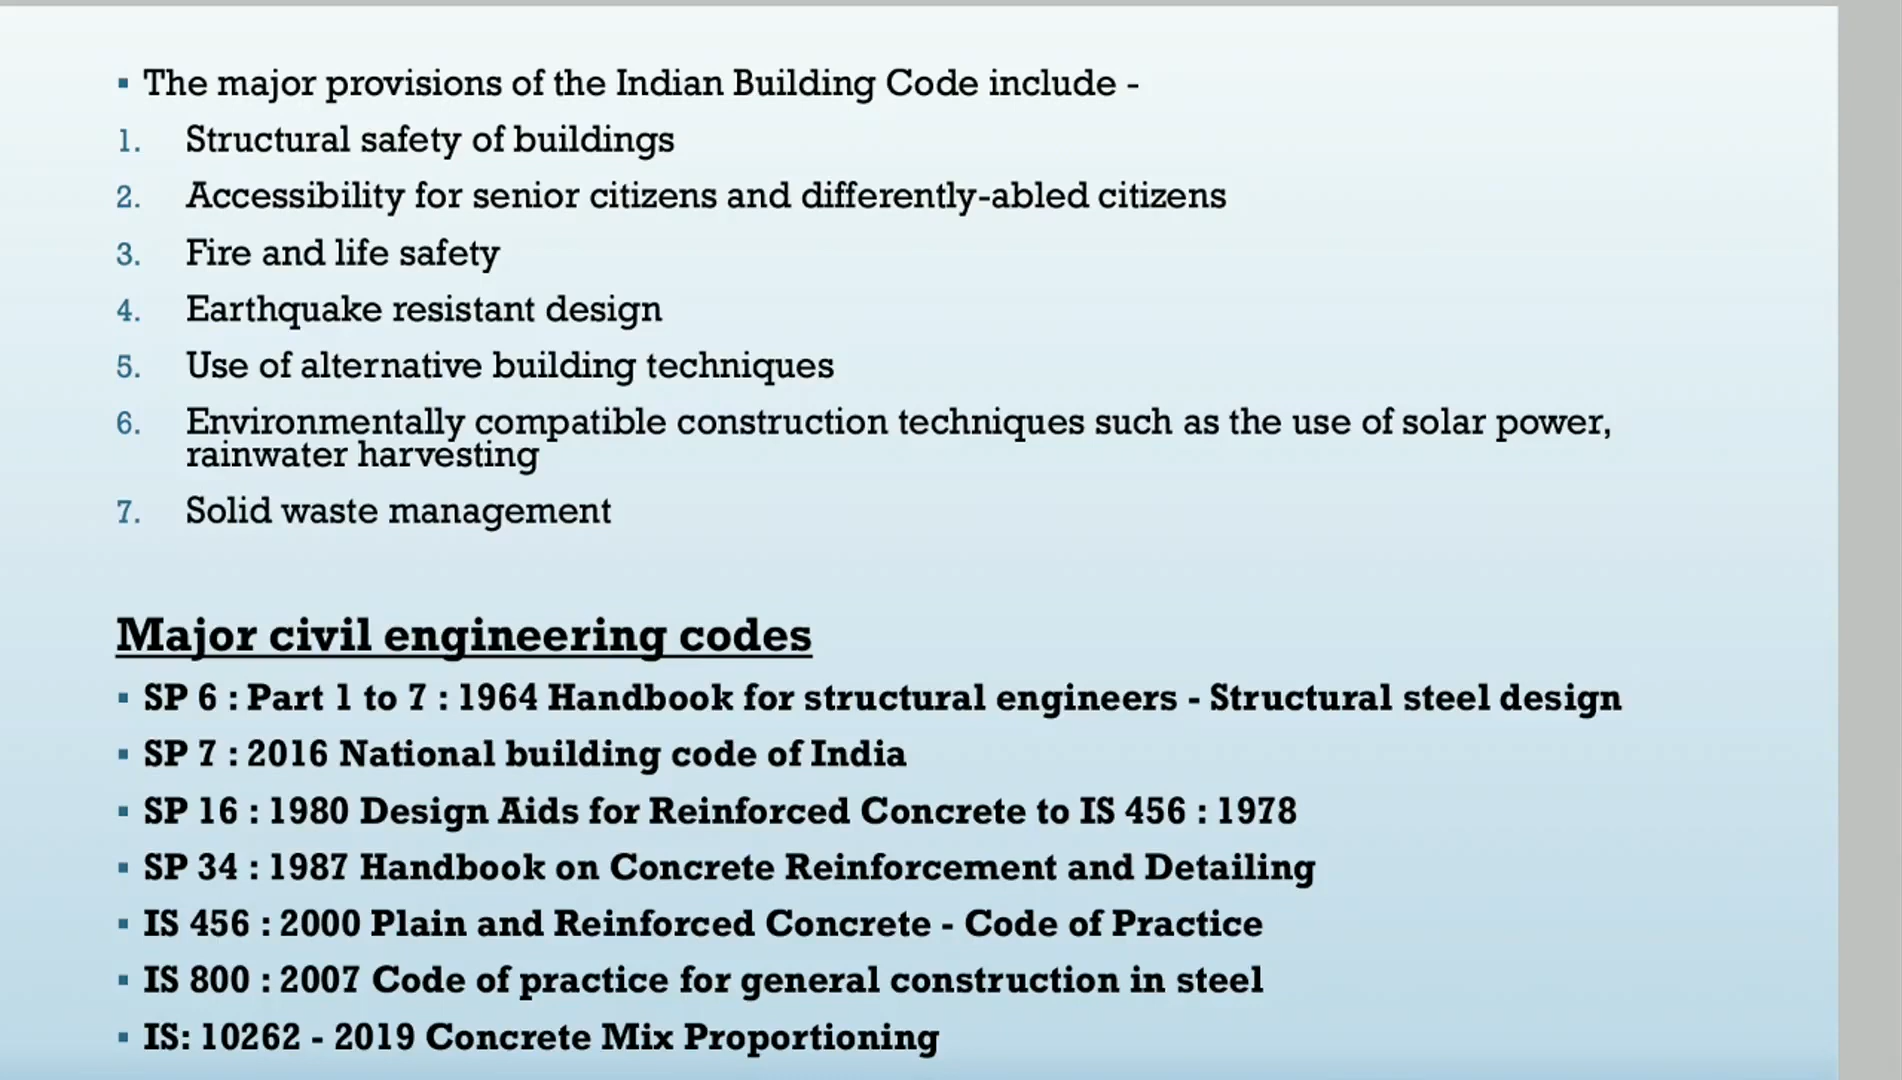 ▪ The major provisions of the Indian Building Code include -
1. Structural safety of buildings
2. Accessibility for senior citizens and differently-abled citizens
3. Fire and life safety
4. Earthquake resistant design
5. Use of alternative building techniques
6. Environmentally compatible construction techniques such as the use of solar power,
rainwater harvesting
7. Solid waste management
Major civil engineering codes
▪ SP 6 : Part 1 to 7 : 1964 Handbook for structural engineers - Structural steel design
▪ SP 7 : 2016 National building code of India
▪ SP 16 : 1980 Design Aids for Reinforced Concrete to IS 456 : 1978
▪ SP 34 : 1987 Handbook on Concrete Reinforcement and Detailing
▪ IS 456 : 2000 Plain and Reinforced Concrete - Code of Practice
▪ IS 800 : 2007 Code of practice for general construction in steel
▪ IS: 10262 - 2019 Concrete Mix Proportioning